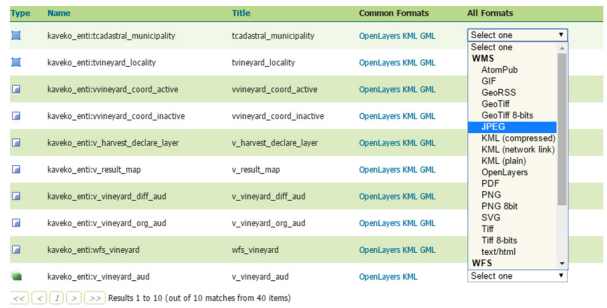 Type Name Title Common Formats All Formats
kaveko_enti:tcadastral_municipality tcadastral_municipality OpenLayers KML GML Select one
kaveko_enti:tvineyard_locality tvineyard_locality OpenLayers KML GML
kaveko_enti:vvineyard_coord_active vvineyard_coord_active OpenLayers KML GML
kaveko_enti:vvineyard_coord_inactive vvineyard_coord_inactive OpenLayers KML GML
kaveko_enti:v_harvest_declare_layer v_harvest_declare_layer OpenLayers KML GML
kaveko_enti:v_result_map v_result_map OpenLayers KML GML
kaveko_enti:v_vineyard_diff_aud v_vineyard_diff_aud OpenLayers KML GML
kaveko_enti:v_vineyard_org_aud v_vineyard_org_aud OpenLayers KML GML
kaveko_enti:wfs_vineyard wfs_vineyard OpenLayers KML GML
kaveko_enti:v_vineyard_aud v_vineyard_aud OpenLayers KML Select one
Select one
WMS
AtomPub
GIF
GeoRSS
GeoTiff
GeoTiff 8-bits
JPEG
KML (compressed)
KML (network link)
KML (plain)
OpenLayers
PDF
PNG
PNG 8bit
SVG
Tiff
Tiff 8-bits
text/html
WFS
<< < 1 > >> Results 1 to 10 (out of 10 matches from 40 items)